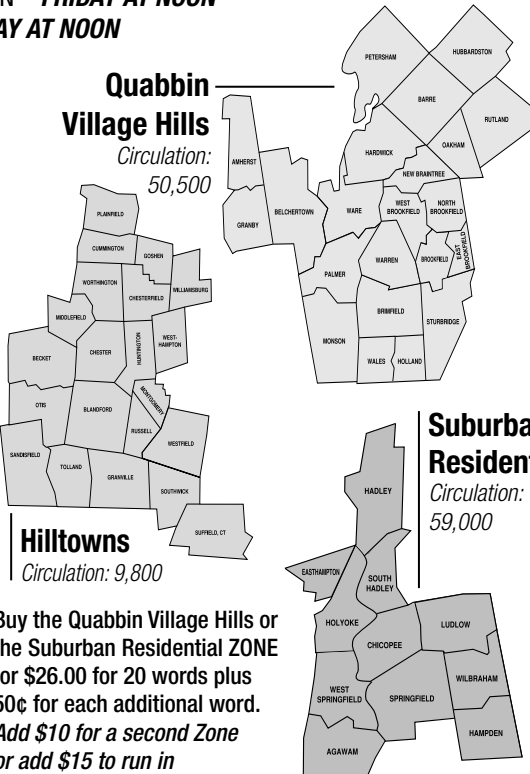 FRIDAY AT NOON
AY AT NOON
Quabbin
Village Hills
Circulation:
50,500
PETERSHAM
HUBBARDSTON
BARRE
RUTLAND
HARDWICK
OAKHAM
NEW BRAINTREE
AMHERST
BELCHERTOWN
GRANBY
WARE
WEST
BROOKFIELD
NORTH
BROOKFIELD
PALMER
WARREN
BROOKFIELD
EAST
BROOKFIELD
BRIMFIELD
STURBRIDGE
MONSON
WALES
HOLLAND
PLAINFIELD
CUMMINGTON
GOSHEN
WORTHINGTON
CHESTERFIELD
WILLIAMSBURG
MIDDLEFIELD
BECKET
CHESTER
HUNTINGTON
WEST-
HAMPTON
OTIS
BLANDFORD
MONTGOMERY
RUSSELL
WESTFIELD
SANDISFIELD
TOLLAND
GRANVILLE
SOUTHWICK
SUFFIELD, CT
Hilltowns
Circulation: 9,800
Suburba
Resident
Circulation:
59,000
HADLEY
EASTHAMPTON
SOUTH
HADLEY
HOLYOKE
CHICOPEE
LUDLOW
WEST
SPRINGFIELD
SPRINGFIELD
WILBRAHAM
AGAWAM
HAMPDEN
Buy the Quabbin Village Hills or
the Suburban Residential ZONE
for $26.00 for 20 words plus
50¢ for each additional word.
Add $10 for a second Zone
or add $15 to run in